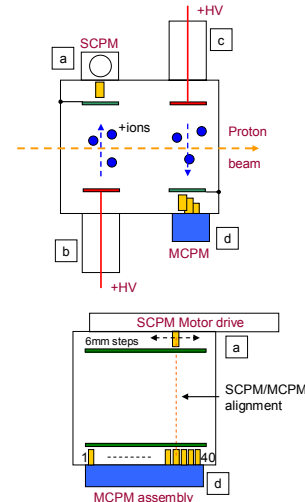 +HV
a
SCPM
c
+ions
Proton
beam
b
d
MCPM
+HV
SCPM Motor drive
6mm steps
a
SCPM/MCPM
alignment
1
40
d
MCPM assembly